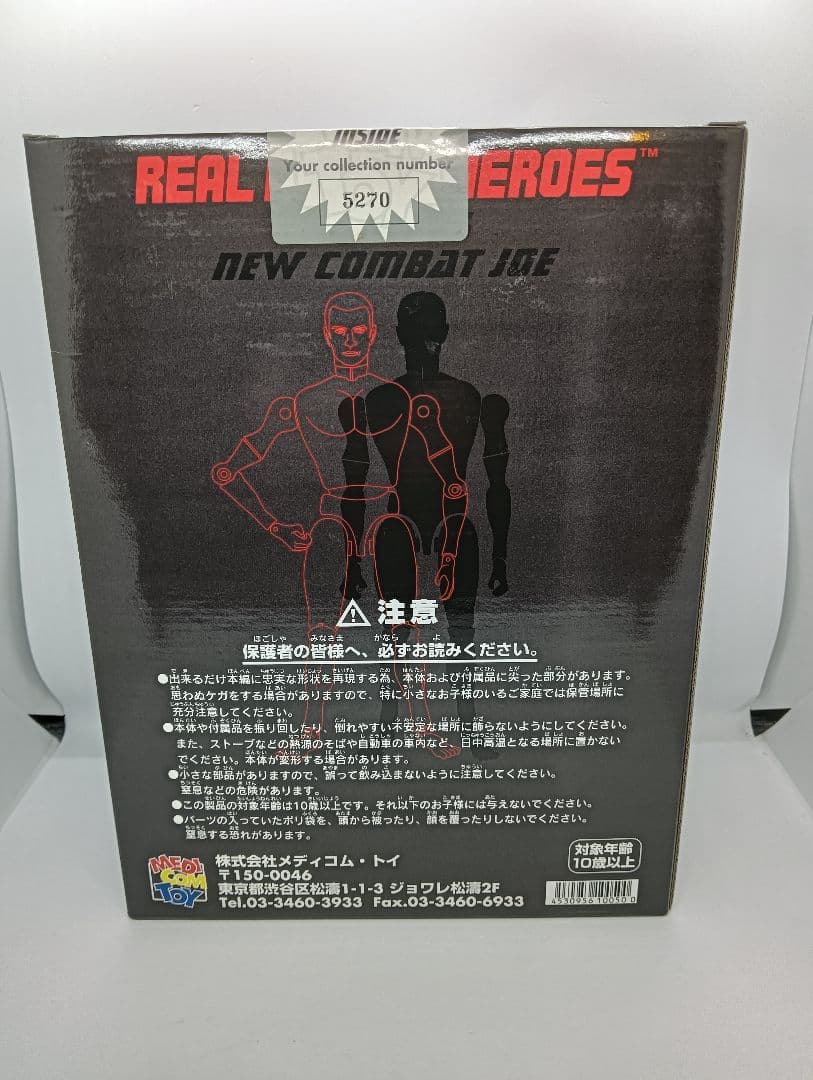 INSIDE
Your collection number
5270
REAL HEROES™
NEW COMBAT JOE
注意
ほごしゃ みなさま かなら よ
保護者の皆様へ、必ずお読みください。
●出来るだけ本編に忠実な形状を再現する為、本体および付属品に尖った部分があります。
思わぬケガをする場合がありますので、特に小さなお子様のいるご家庭では保管場所に
充分注意してください。
●本体や付属品を振り回したり、倒れやすい不安定な場所に飾らないようにしてください。
また、ストーブなどの熱源のそばや自動車の車内など、日中高温となる場所に置かない
でください。本体が変形する場合があります。
●小さな部品がありますので、誤って飲み込まないように注意してください。
窒息などの危険があります。
●この製品の対象年齢は10歳以上です。それ以下のお子様には与えないでください。
●パーツの入っていたポリ袋を、頭から被ったり、顔を覆ったりしないでください。
窒息する恐れがあります。
対象年齢
10歳以上
MEDI
COM
TOY
株式会社メディコム・トイ
〒150-0046
東京都渋谷区松濤1-1-3 ジョワレ松濤2F
Tel.03-3460-3933 Fax.03-3460-6933
4530956 10050 0